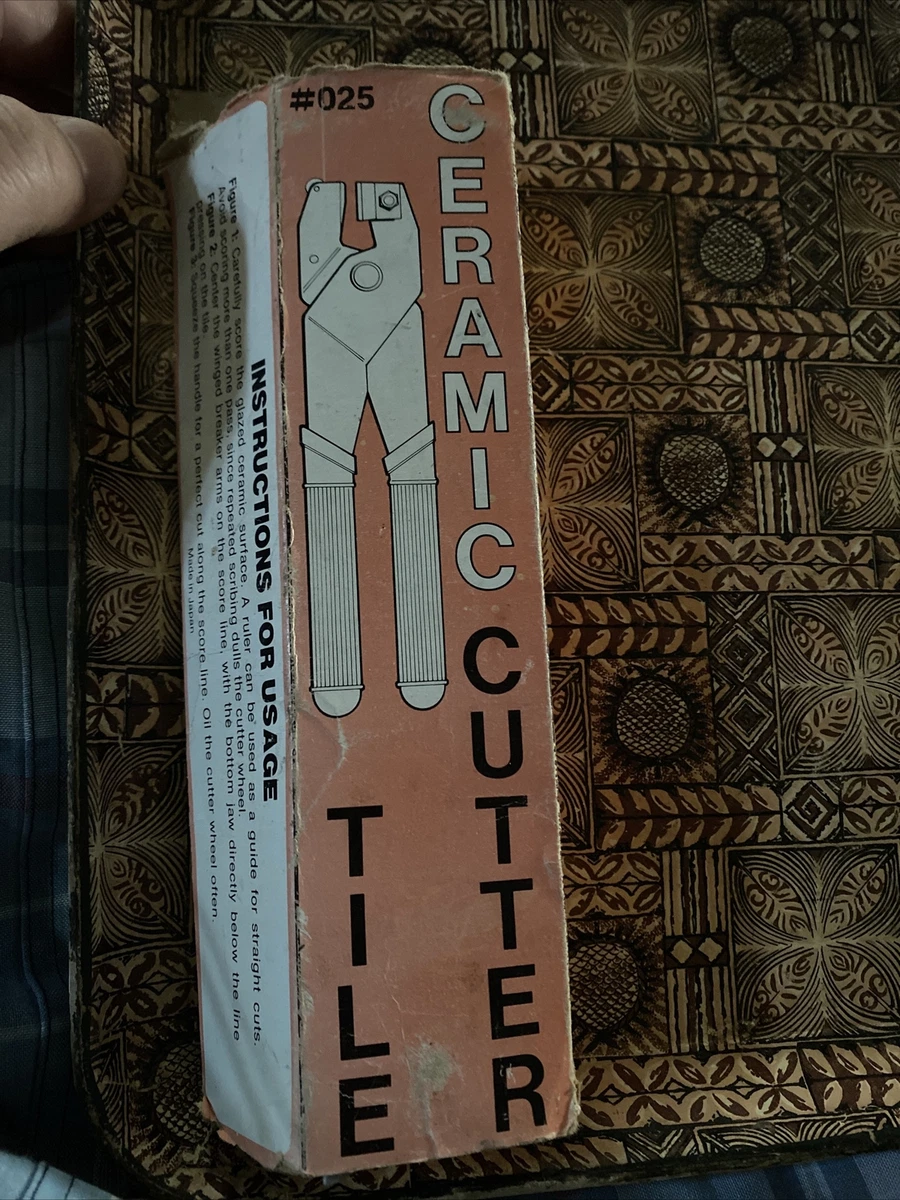 #025
CERAMIC
TILE
CUTTER
INSTRUCTIONS FOR USAGE
Figure 1: Carefully score the glazed ceramic surface. A ruler can be used as a guide for straight cuts.
Avoid scoring more than one pass, since repeated scribing dulls the cutter wheel.
Figure 2: Center the winged breaker arms on the score line, with the bottom jaw directly below the line
pressing on the tile.
Figure 3: Squeeze the handle for a perfect cut along the score line. Oil the cutter wheel often.
Made in Japan